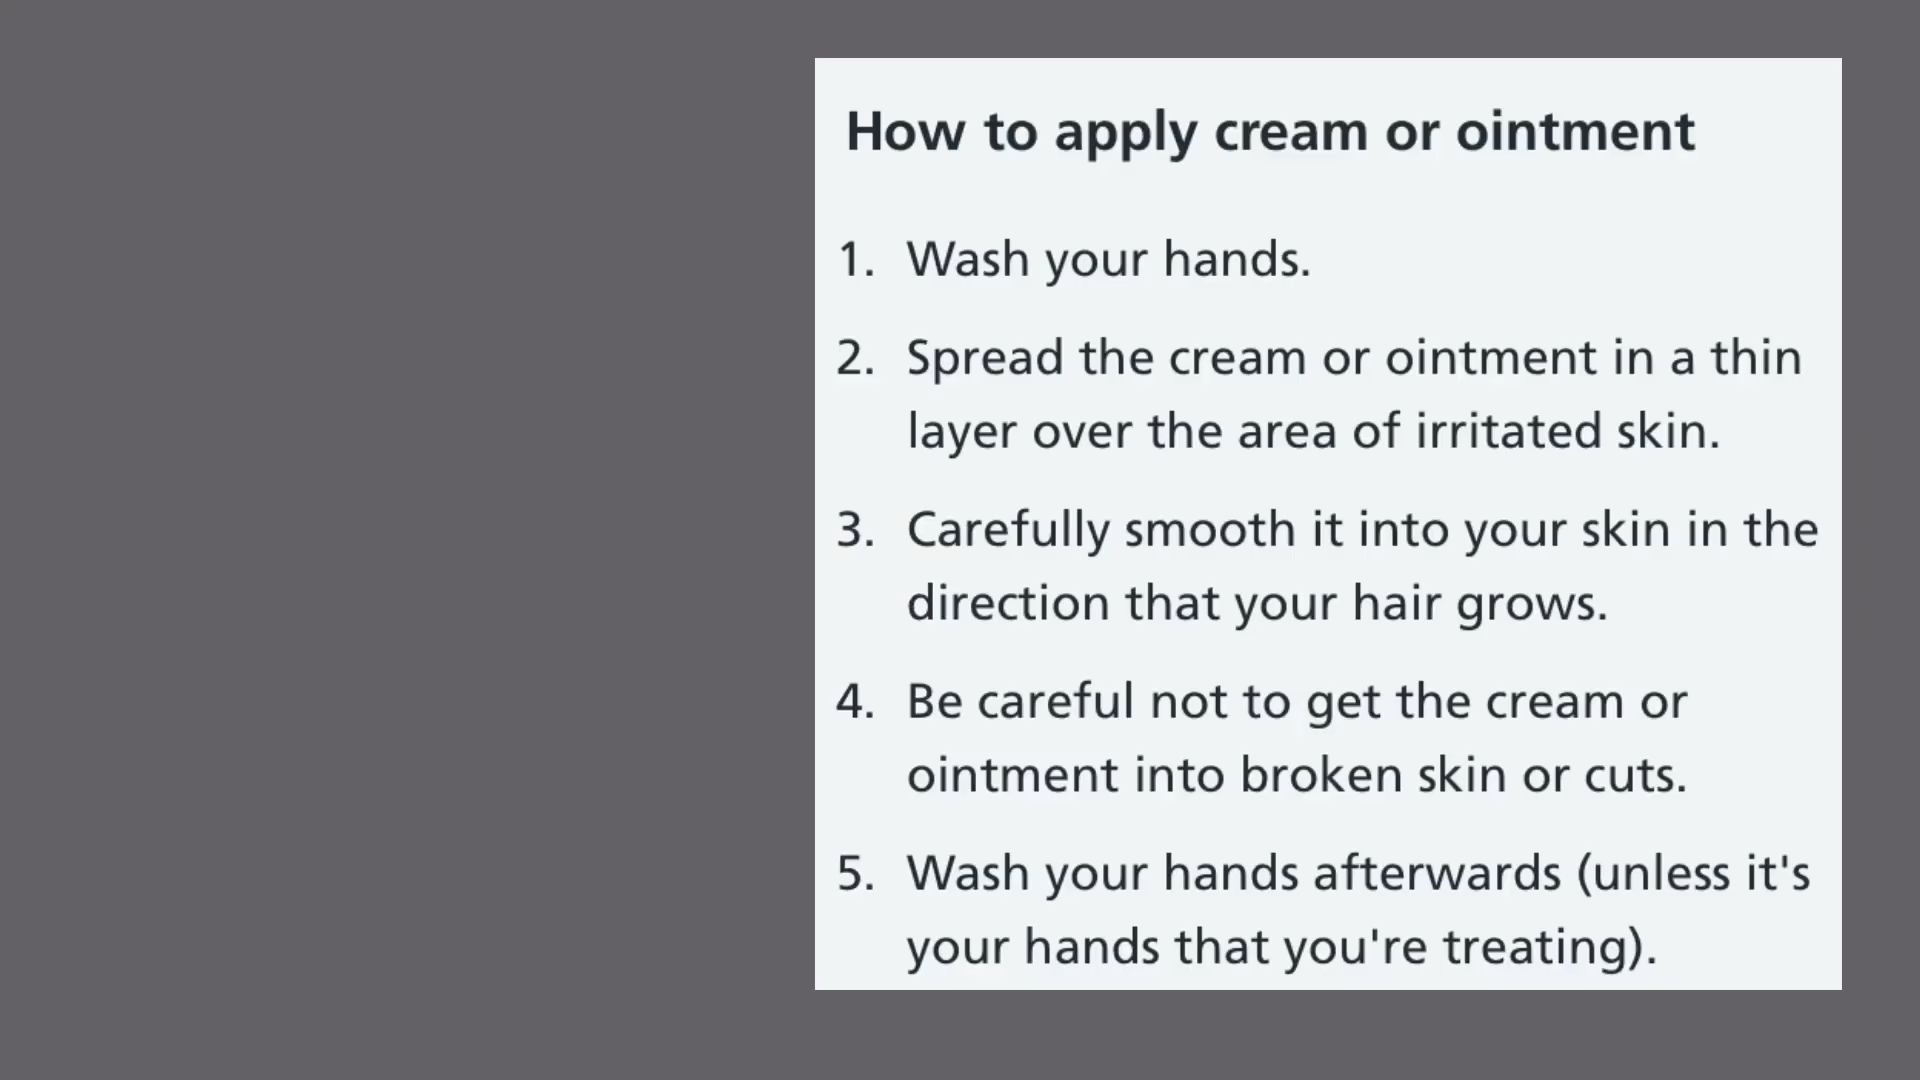 How to apply cream or ointment
1. Wash your hands.
2. Spread the cream or ointment in a thin
layer over the area of irritated skin.
3. Carefully smooth it into your skin in the
direction that your hair grows.
4. Be careful not to get the cream or
ointment into broken skin or cuts.
5. Wash your hands afterwards (unless it's
your hands that you're treating).